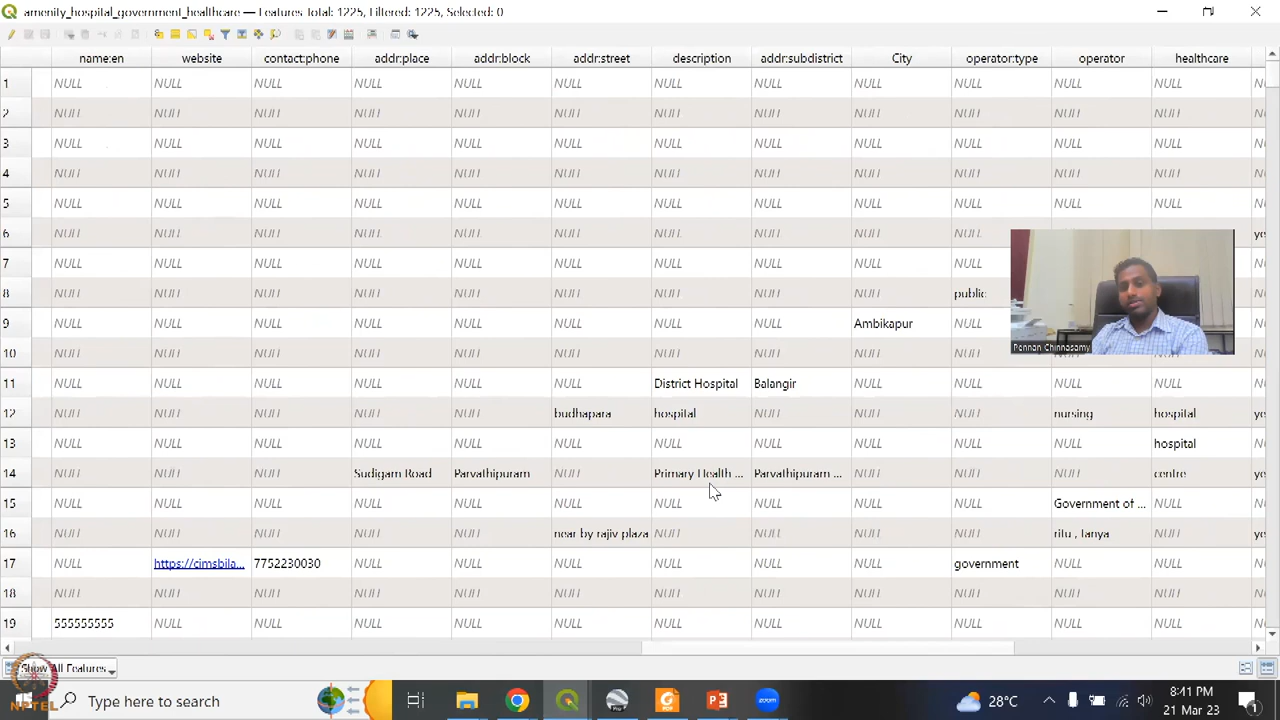 amenity_hospital_government_healthcare — Features Total: 1225, Filtered: 1225, Selected: 0
name:en website contact:phone addr:place addr:block addr:street description addr:subdistrict City operator:type operator healthcare
1 NULL NULL NULL NULL NULL NULL NULL NULL NULL NULL NULL NULL
2 NULL NULL NULL NULL NULL NULL NULL NULL NULL NULL NULL NULL
3 NULL NULL NULL NULL NULL NULL NULL NULL NULL NULL NULL NULL
4 NULL NULL NULL NULL NULL NULL NULL NULL NULL NULL NULL NULL
5 NULL NULL NULL NULL NULL NULL NULL NULL NULL NULL NULL NULL
6 NULL NULL NULL NULL NULL NULL NULL NULL NULL NULL
7 NULL NULL NULL NULL NULL NULL NULL NULL NULL NULL
8 NULL NULL NULL NULL NULL NULL NULL NULL NULL public
9 NULL NULL NULL NULL NULL NULL NULL NULL Ambikapur NULL
10 NULL NULL NULL NULL NULL NULL NULL NULL NULL NULL
Pennan Chinnasamy
11 NULL NULL NULL NULL NULL NULL District Hospital Balangir NULL NULL NULL NULL
12 NULL NULL NULL NULL NULL budhapara hospital NULL NULL NULL nursing hospital
13 NULL NULL NULL NULL NULL NULL NULL NULL NULL NULL NULL hospital
14 NULL NULL NULL Sudigam Road Parvathipuram NULL Primary Health ... Parvathipuram ... NULL NULL NULL centre
15 NULL NULL NULL NULL NULL NULL NULL NULL NULL NULL Government of ... NULL
16 NULL NULL NULL NULL NULL near by rajiv plaza NULL NULL NULL NULL ritu , tanya NULL
17 NULL https://cimsbila... 7752230030 NULL NULL NULL NULL NULL NULL government NULL NULL
18 NULL NULL NULL NULL NULL NULL NULL NULL NULL NULL NULL NULL
19 555555555 NULL NULL NULL NULL NULL NULL NULL NULL NULL NULL NULL
Show All Features
NPTEL
Type here to search
28°C
8:41 PM
21 Mar 23